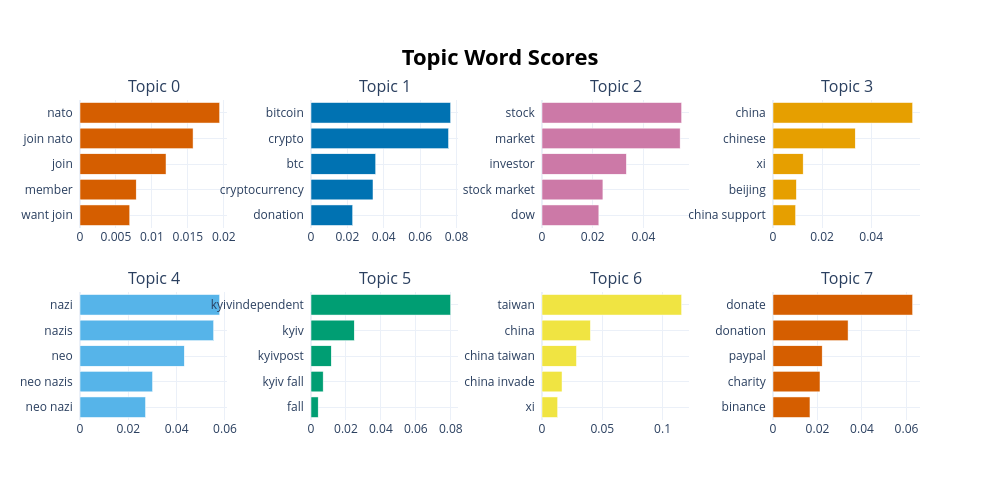 Topic Word Scores
Topic 0
nato
join nato
join
member
want join
0 0.005 0.01 0.015 0.02
Topic 1
bitcoin
crypto
btc
cryptocurrency
donation
0 0.02 0.04 0.06 0.08
Topic 2
stock
market
investor
stock market
dow
0 0.02 0.04
Topic 3
china
chinese
xi
beijing
china support
0 0.02 0.04
Topic 4
nazi
nazis
neo
neo nazis
neo nazi
0 0.02 0.04 0.06
Topic 5
kyivindependent
kyiv
kyivpost
kyiv fall
fall
0 0.02 0.04 0.06 0.08
Topic 6
taiwan
china
china taiwan
china invade
xi
0 0.05 0.1
Topic 7
donate
donation
paypal
charity
binance
0 0.02 0.04 0.06